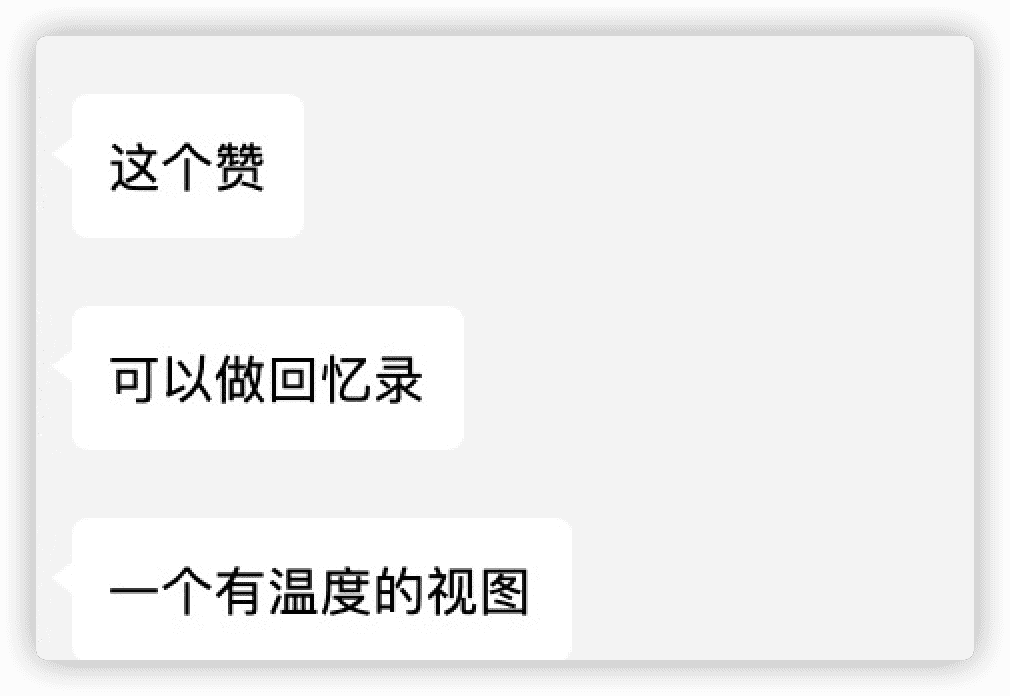 这个赞
可以做回忆录
一个有温度的视图